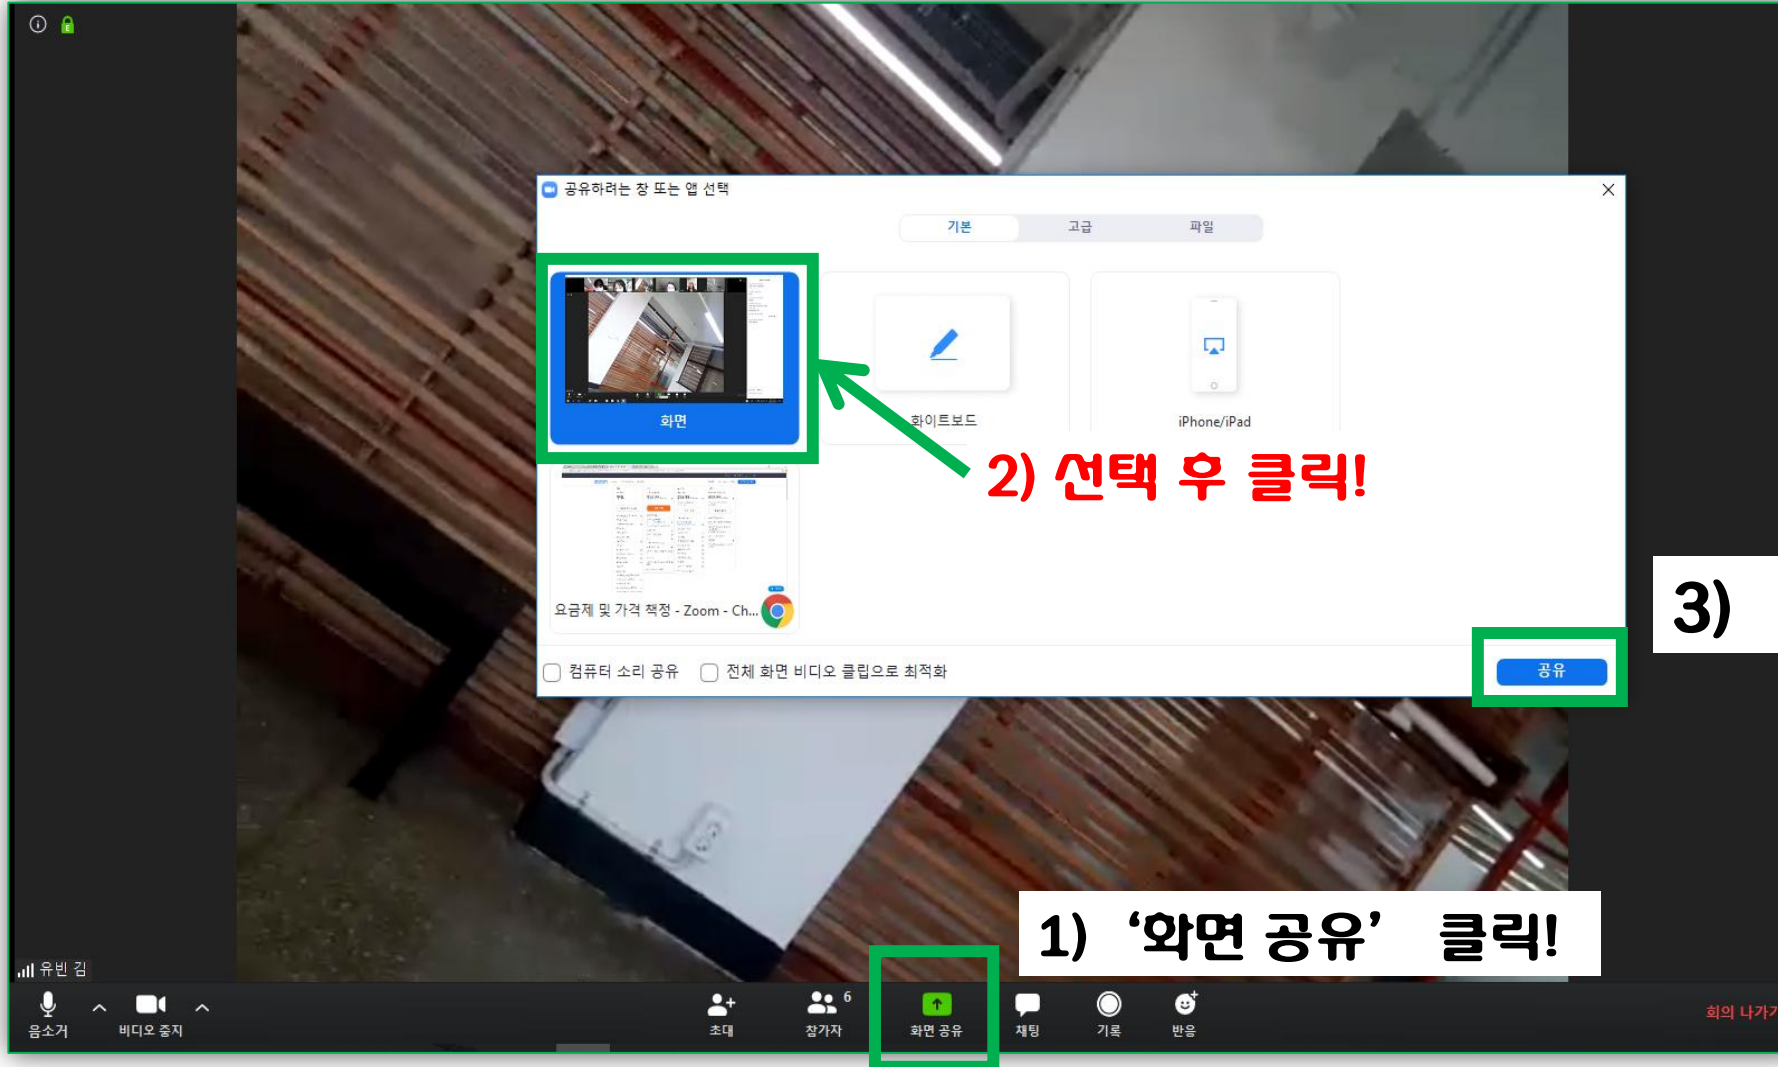 공유하려는 창 또는 앱 선택
기본 고급 파일
화면
화이트보드
iPhone/iPad
2) 선택 후 클릭!
요금제 및 가격 책정 - Zoom - Ch...
3)
컴퓨터 소리 공유 전체 화면 비디오 클립으로 최적화
공유
1) ‘화면 공유’ 클릭!
유빈 김
음소거
비디오 중지
초대
6
참가자
화면 공유
채팅
기록
반응
회의 나가기